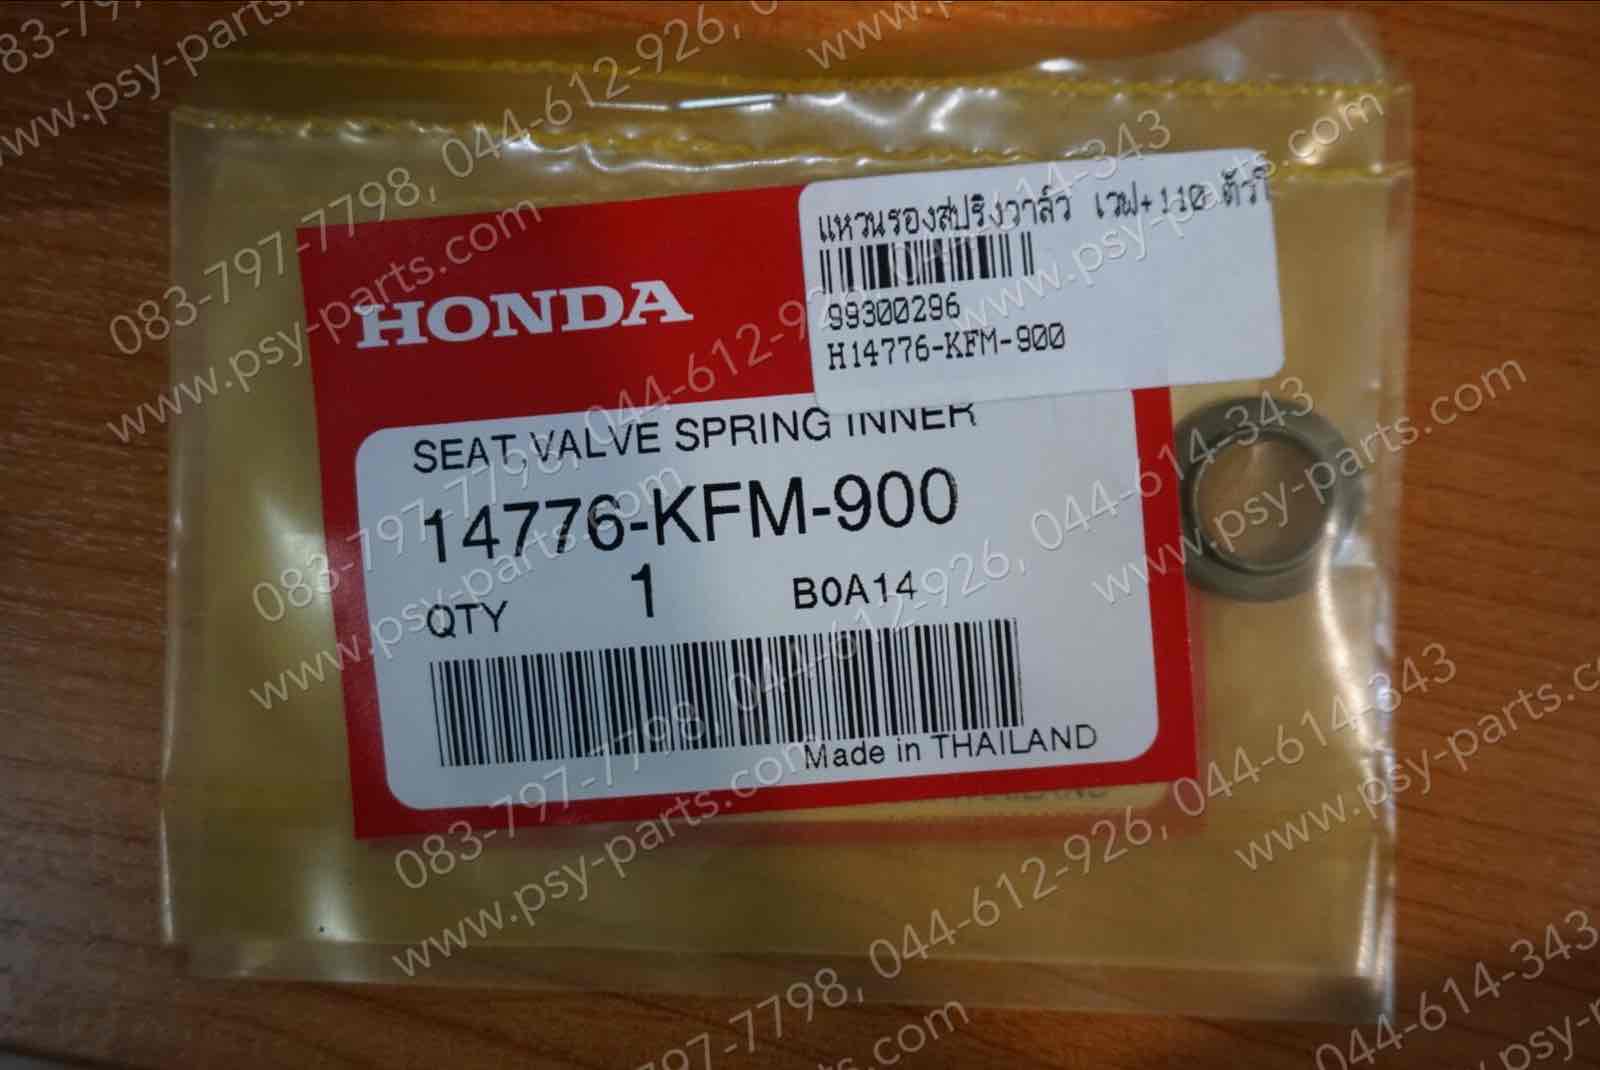 แหวนรองสปริงวาล์ว เวฟ+110 ตัว
99300296
H14776-KFM-900
HONDA
SEAT,VALVE SPRING INNER
14776-KFM-900
QTY 1 B0A14
Made in THAILAND
083-797-7798, 044-612-926, 044-614-343
www.psy-parts.com